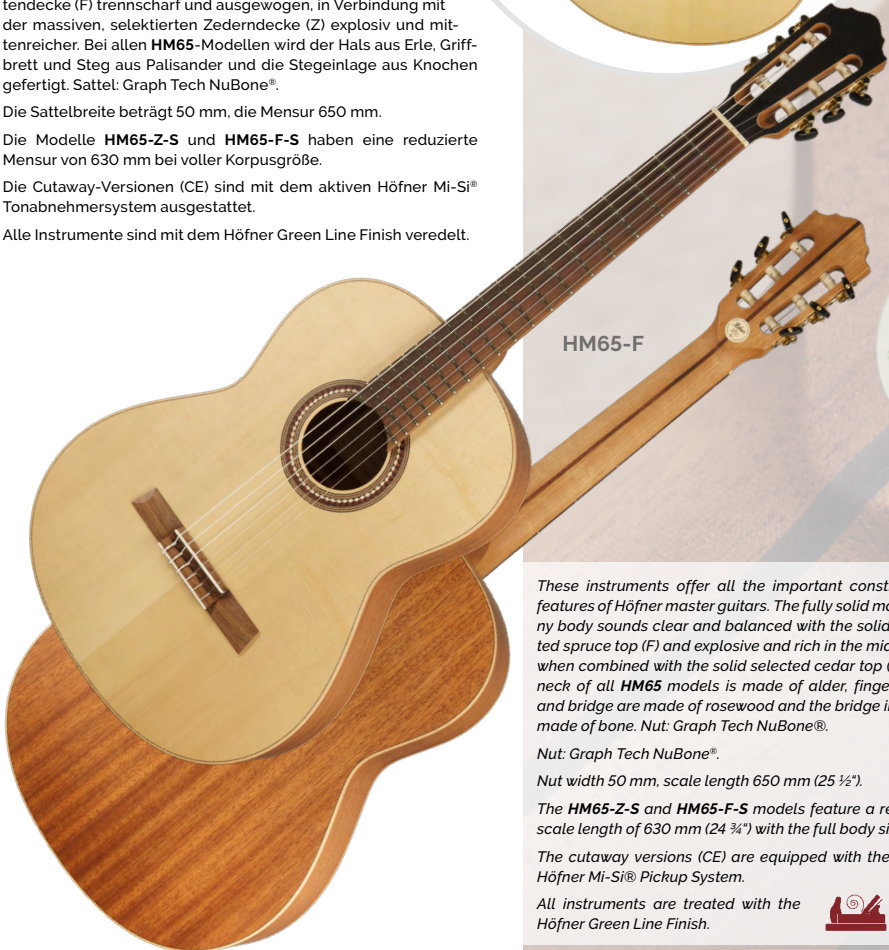 tendecke (F) trennscharf und ausgewogen, in Verbindung mit
der massiven, selektierten Zederndecke (Z) explosiv und mit-
tenreicher. Bei allen HM65-Modellen wird der Hals aus Erle, Griff-
brett und Steg aus Palisander und die Stegeinlage aus Knochen
gefertigt. Sattel: Graph Tech NuBone®.
Die Sattelbreite beträgt 50 mm, die Mensur 650 mm.
Die Modelle HM65-Z-S und HM65-F-S haben eine reduzierte
Mensur von 630 mm bei voller Korpusgröße.
Die Cutaway-Versionen (CE) sind mit dem aktiven Höfner Mi-Si®
Tonabnehmersystem ausgestattet.
Alle Instrumente sind mit dem Höfner Green Line Finish veredelt.
HM65-F
These instruments offer all the important const
features of Höfner master guitars. The fully solid ma
ny body sounds clear and balanced with the solid
ted spruce top (F) and explosive and rich in the mid
when combined with the solid selected cedar top (
neck of all HM65 models is made of alder, finge
and bridge are made of rosewood and the bridge i
made of bone. Nut: Graph Tech NuBone®.
Nut: Graph Tech NuBone®.
Nut width 50 mm, scale length 650 mm (25 ½“).
The HM65-Z-S and HM65-F-S models feature a re
scale length of 630 mm (24 ¾“) with the full body si
The cutaway versions (CE) are equipped with the
Höfner Mi-Si® Pickup System.
All instruments are treated with the
Höfner Green Line Finish.